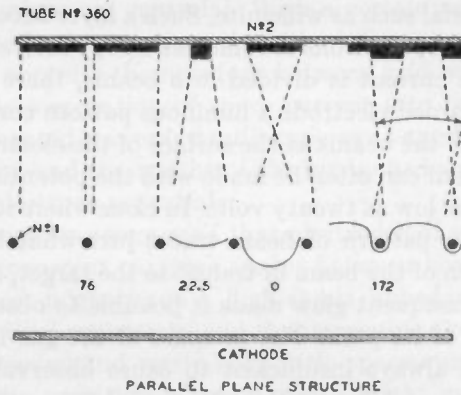 TUBE Nº 360
Nº2
Nº1
76 22.5 0 172
CATHODE
PARALLEL PLANE STRUCTURE